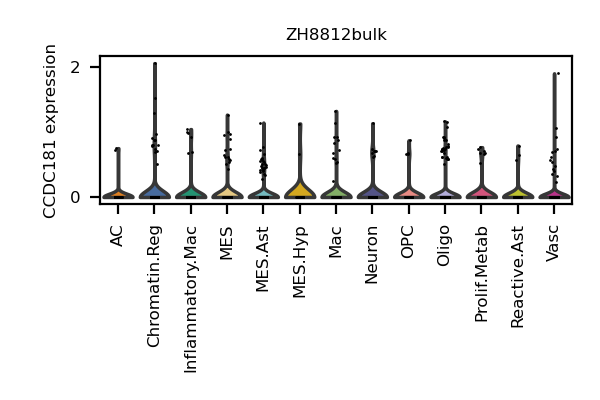 ZH8812bulk
CCDC181 expression
2
0
AC
Chromatin.Reg
Inflammatory.Mac
MES
MES.Ast
MES.Hyp
Mac
Neuron
OPC
Oligo
Prolif.Metab
Reactive.Ast
Vasc